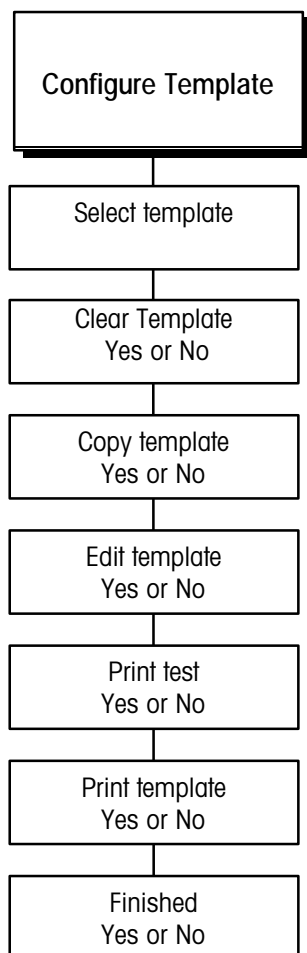 Configure Template
Select template
Clear Template
Yes or No
Copy template
Yes or No
Edit template
Yes or No
Print test
Yes or No
Print template
Yes or No
Finished
Yes or No